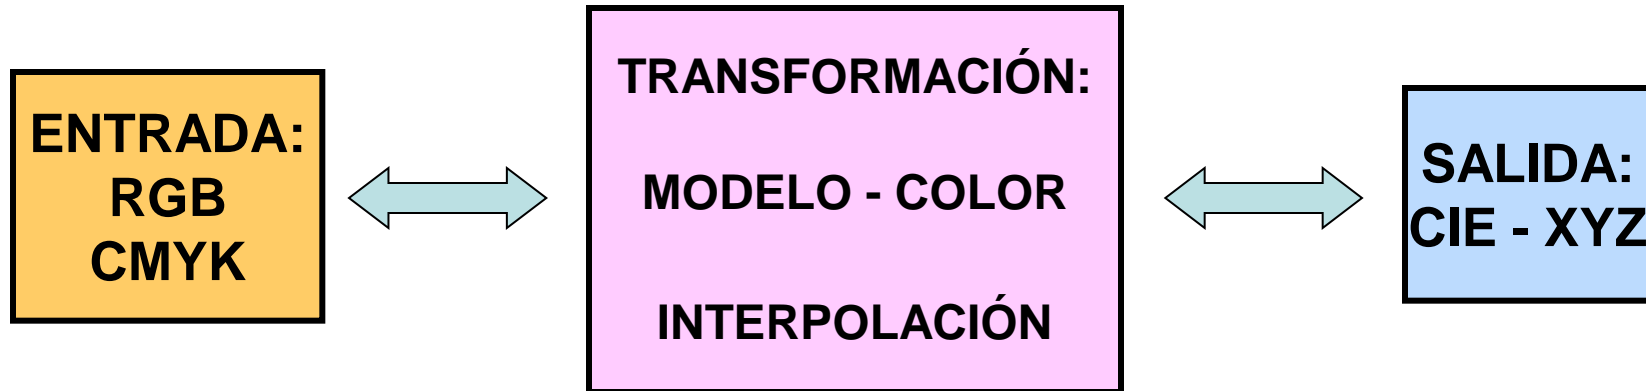 ENTRADA:
RGB
CMYK
TRANSFORMACIÓN:
MODELO - COLOR
INTERPOLACIÓN
SALIDA:
CIE - XYZ